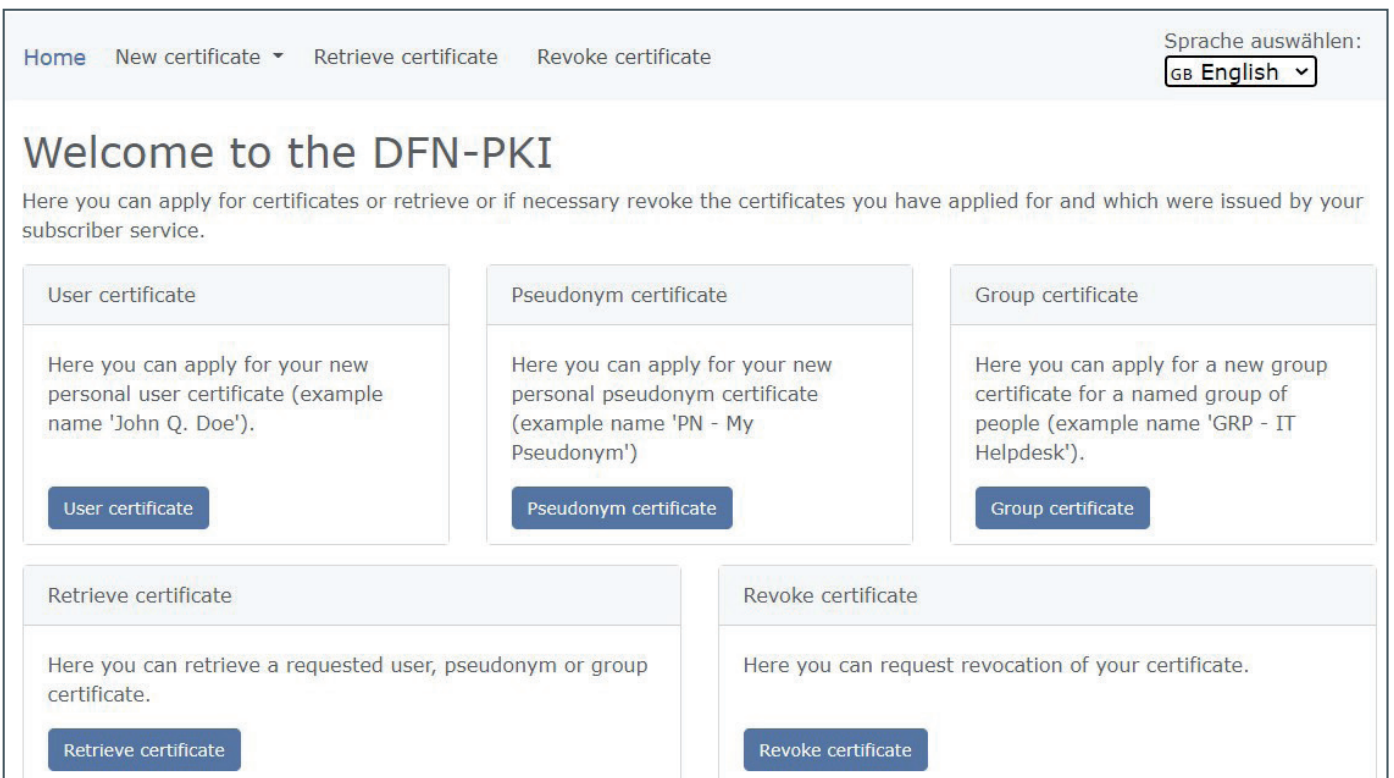 Home New certificate Retrieve certificate Revoke certificate
Sprache auswählen:
GB English
Welcome to the DFN-PKI
Here you can apply for certificates or retrieve or if necessary revoke the certificates you have applied for and which were issued by your
subscriber service.
User certificate
Here you can apply for your new
personal user certificate (example
name 'John Q. Doe').
User certificate
Pseudonym certificate
Here you can apply for your new
personal pseudonym certificate
(example name 'PN - My
Pseudonym')
Pseudonym certificate
Group certificate
Here you can apply for a new group
certificate for a named group of
people (example name 'GRP - IT
Helpdesk').
Group certificate
Retrieve certificate
Here you can retrieve a requested user, pseudonym or group
certificate.
Retrieve certificate
Revoke certificate
Here you can request revocation of your certificate.
Revoke certificate